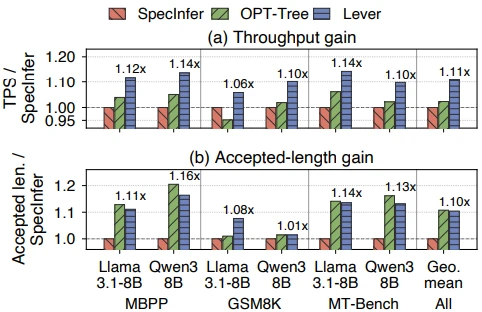 SpecInfer OPT-Tree Lever
(a) Throughput gain
TPS /
SpecInfer
1.20
1.10
1.00
0.95
1.12x
1.14x
1.06x
1.10x
1.14x
1.10x
1.11x
(b) Accepted-length gain
Accepted len. /
SpecInfer
1.2
1.1
1.0
1.11x
1.16x
1.08x
1.01x
1.14x
1.13x
1.10x
Llama Qwen3 Llama Qwen3 Llama Qwen3 Geo.
3.1-8B 8B 3.1-8B 8B 3.1-8B 8B mean
MBPP GSM8K MT-Bench All